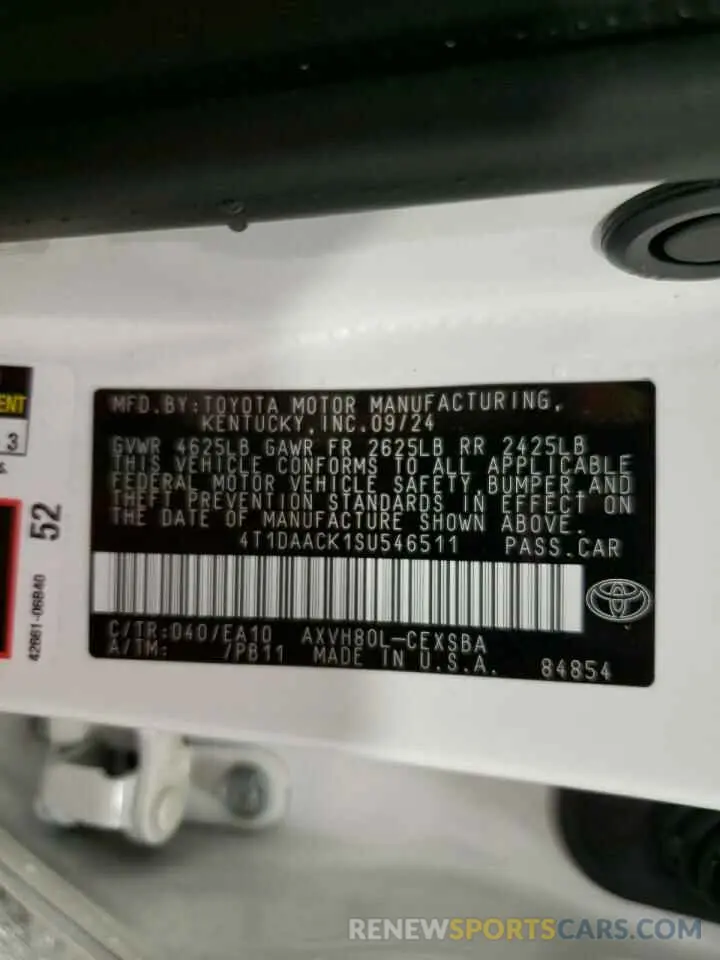 MFD.BY:TOYOTA MOTOR MANUFACTURING,
KENTUCKY,INC.09/24
GVWR 4625LB GAWR FR 2625LB RR 2425LB
THIS VEHICLE CONFORMS TO ALL APPLICABLE
FEDERAL MOTOR VEHICLE SAFETY,BUMPER,AND
THEFT PREVENTION STANDARDS IN EFFECT ON
THE DATE OF MANUFACTURE SHOWN ABOVE.
4T1DAACK1SU546511 PASS.CAR
C/TR:040/EA10 AXVH80L-CEXSBA
A/TM: /PB11 MADE IN U.S.A. 84854
ENT
3
52
42661-06B40
RENEWSPORTSCARS.COM